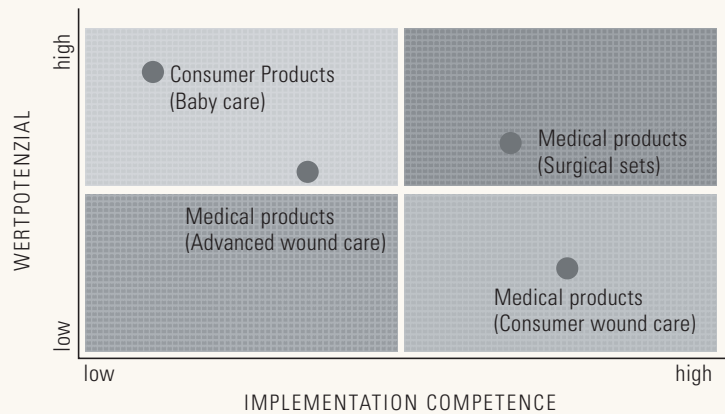 WERTPOTENZIAL
high
low
Consumer Products
(Baby care)
Medical products
(Surgical sets)
Medical products
(Advanced wound care)
Medical products
(Consumer wound care)
low
high
IMPLEMENTATION COMPETENCE